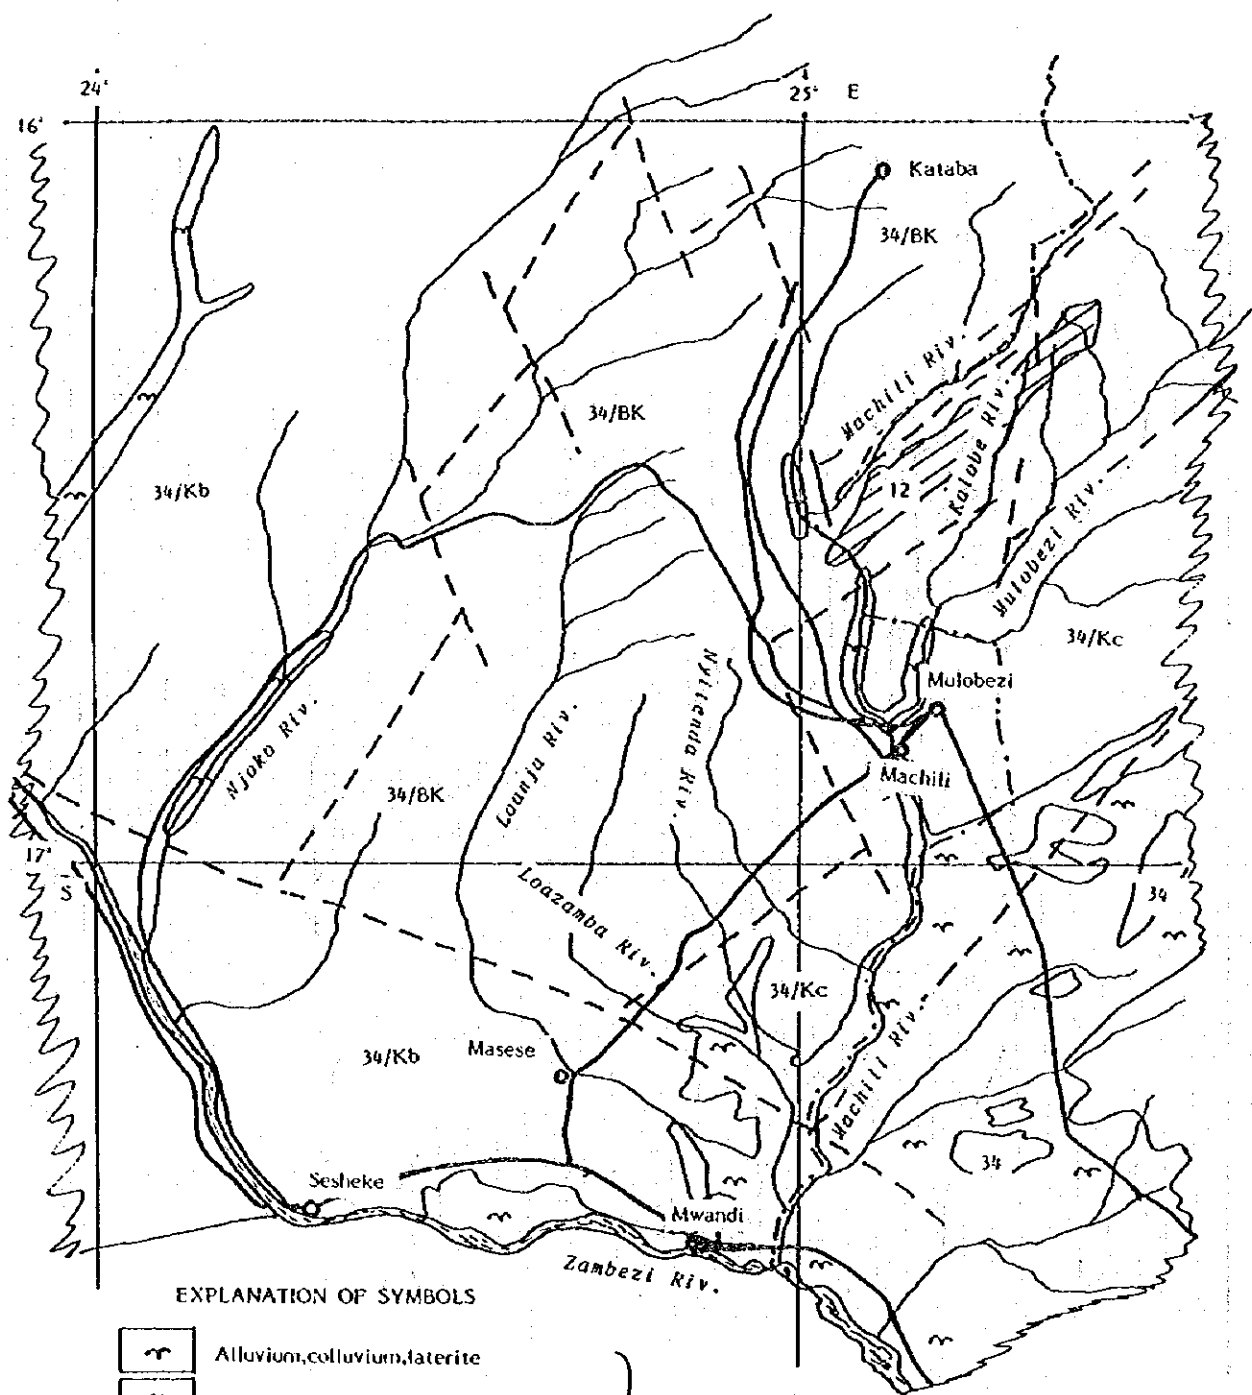 24°
25° E
16°
Kataba
34/BK
Machili Riv.
34/BK
34/Kb
12
Kalobe Riv.
Mulobezi Riv.
34/Kc
Mulobezi
Njoko Riv.
Lounja Riv.
Riv.
Machili
34/BK
17°
S
34
Loazamba Riv.
34/Kc
34/Kb
Masese
Machili Riv.
34
Sesheke
Mwandi
Zambezi Riv.
EXPLANATION OF SYMBOLS
Alluvium,colluvium,laterite